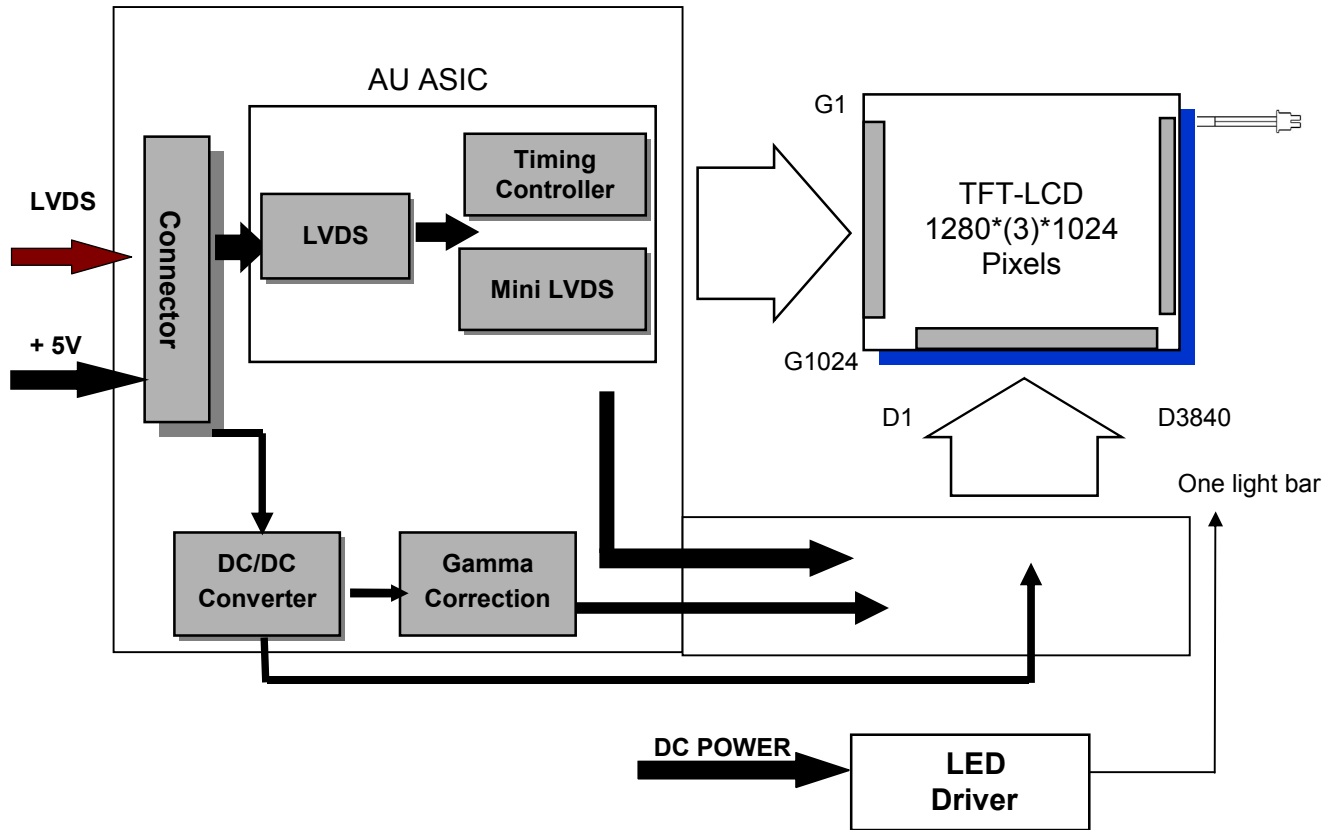 AU ASIC
G1
Timing
Controller
TFT-LCD
1280*(3)*1024
Pixels
LVDS
Connector
LVDS
Mini LVDS
+ 5V
G1024
D1
D3840
One light bar
DC/DC
Converter
Gamma
Correction
DC POWER
LED
Driver